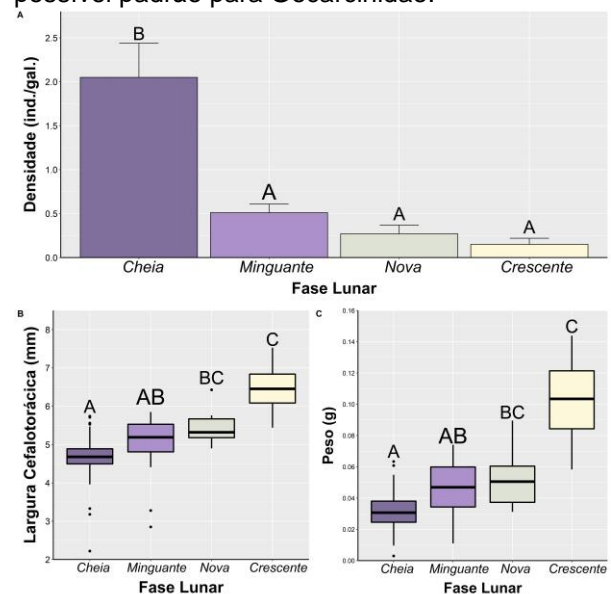 possível padrão para Gecarcinidae.
A
B
A
A
A
Densidade (ind./gal.)
2.5
2.0
1.5
1.0
0.5
0.0
Cheia Minguante Nova Crescente
Fase Lunar
B
A
AB
BC
C
Largura Cefalotorácica (mm)
8
7
6
5
4
3
2
Cheia Minguante Nova Crescente
Fase Lunar
C
A
AB
BC
C
Peso (g)
0.16
0.14
0.12
0.10
0.08
0.06
0.04
0.02
0.00
Cheia Minguante Nova Crescente
Fase Lunar